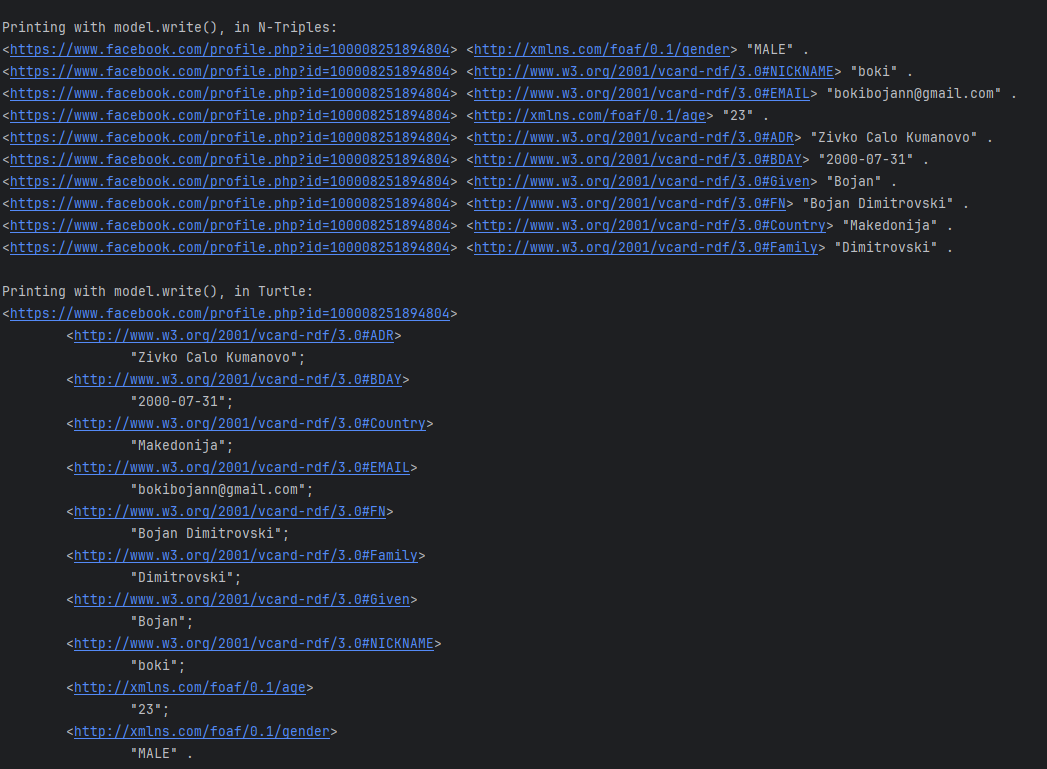 Printing with model.write(), in N-Triples:
<https://www.facebook.com/profile.php?id=100008251894804> <http://xmlns.com/foaf/0.1/gender> "MALE" .
<https://www.facebook.com/profile.php?id=100008251894804> <http://www.w3.org/2001/vcard-rdf/3.0#NICKNAME> "boki" .
<https://www.facebook.com/profile.php?id=100008251894804> <http://www.w3.org/2001/vcard-rdf/3.0#EMAIL> "bokibojann@gmail.com" .
<https://www.facebook.com/profile.php?id=100008251894804> <http://xmlns.com/foaf/0.1/age> "23" .
<https://www.facebook.com/profile.php?id=100008251894804> <http://www.w3.org/2001/vcard-rdf/3.0#ADR> "Zivko Calo Kumanovo" .
<https://www.facebook.com/profile.php?id=100008251894804> <http://www.w3.org/2001/vcard-rdf/3.0#BDAY> "2000-07-31" .
<https://www.facebook.com/profile.php?id=100008251894804> <http://www.w3.org/2001/vcard-rdf/3.0#Given> "Bojan" .
<https://www.facebook.com/profile.php?id=100008251894804> <http://www.w3.org/2001/vcard-rdf/3.0#FN> "Bojan Dimitrovski" .
<https://www.facebook.com/profile.php?id=100008251894804> <http://www.w3.org/2001/vcard-rdf/3.0#Country> "Makedonija" .
<https://www.facebook.com/profile.php?id=100008251894804> <http://www.w3.org/2001/vcard-rdf/3.0#Family> "Dimitrovski" .

Printing with model.write(), in Turtle:
<https://www.facebook.com/profile.php?id=100008251894804>
        <http://www.w3.org/2001/vcard-rdf/3.0#ADR>
                "Zivko Calo Kumanovo";
        <http://www.w3.org/2001/vcard-rdf/3.0#BDAY>
                "2000-07-31";
        <http://www.w3.org/2001/vcard-rdf/3.0#Country>
                "Makedonija";
        <http://www.w3.org/2001/vcard-rdf/3.0#EMAIL>
                "bokibojann@gmail.com";
        <http://www.w3.org/2001/vcard-rdf/3.0#FN>
                "Bojan Dimitrovski";
        <http://www.w3.org/2001/vcard-rdf/3.0#Family>
                "Dimitrovski";
        <http://www.w3.org/2001/vcard-rdf/3.0#Given>
                "Bojan";
        <http://www.w3.org/2001/vcard-rdf/3.0#NICKNAME>
                "boki";
        <http://xmlns.com/foaf/0.1/age>
                "23";
        <http://xmlns.com/foaf/0.1/gender>
                "MALE" .